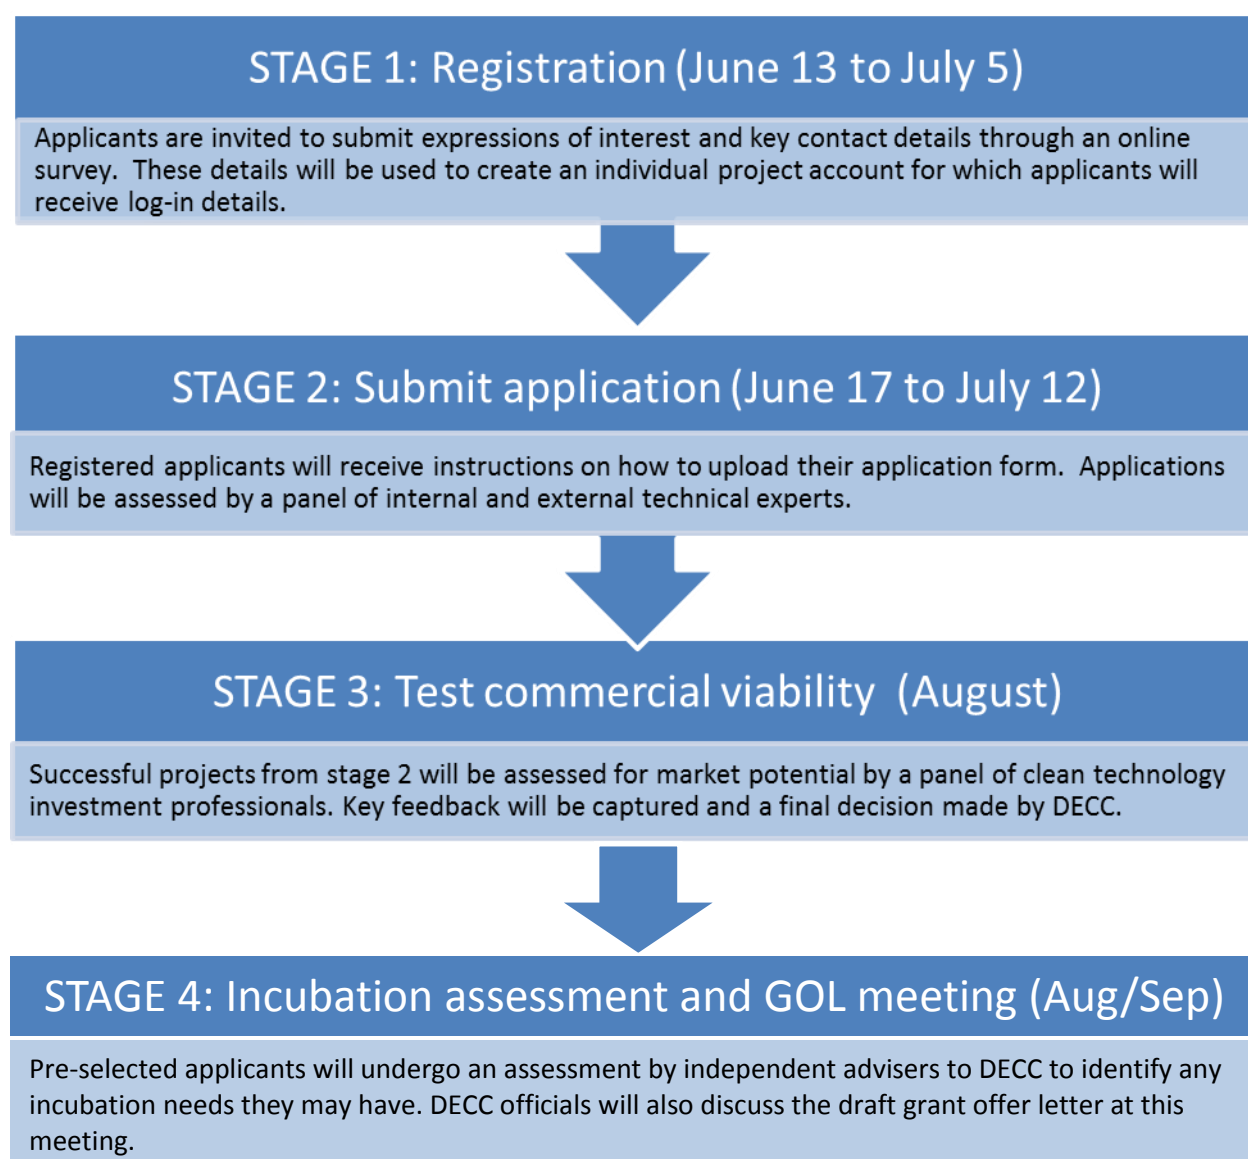 STAGE 1: Registration (June 13 to July 5)
Applicants are invited to submit expressions of interest and key contact details through an online
survey.  These details will be used to create an individual project account for which applicants will
receive log-in details.
STAGE 2: Submit application (June 17 to July 12)
Registered applicants will receive instructions on how to upload their application form.  Applications
will be assessed by a panel of internal and external technical experts.
STAGE 3: Test commercial viability  (August)
Successful projects from stage 2 will be assessed for market potential by a panel of clean technology
investment professionals. Key feedback will be captured and a final decision made by DECC.
STAGE 4: Incubation assessment and GOL meeting (Aug/Sep)
Pre-selected applicants will undergo an assessment by independent advisers to DECC to identify any
incubation needs they may have. DECC officials will also discuss the draft grant offer letter at this
meeting.